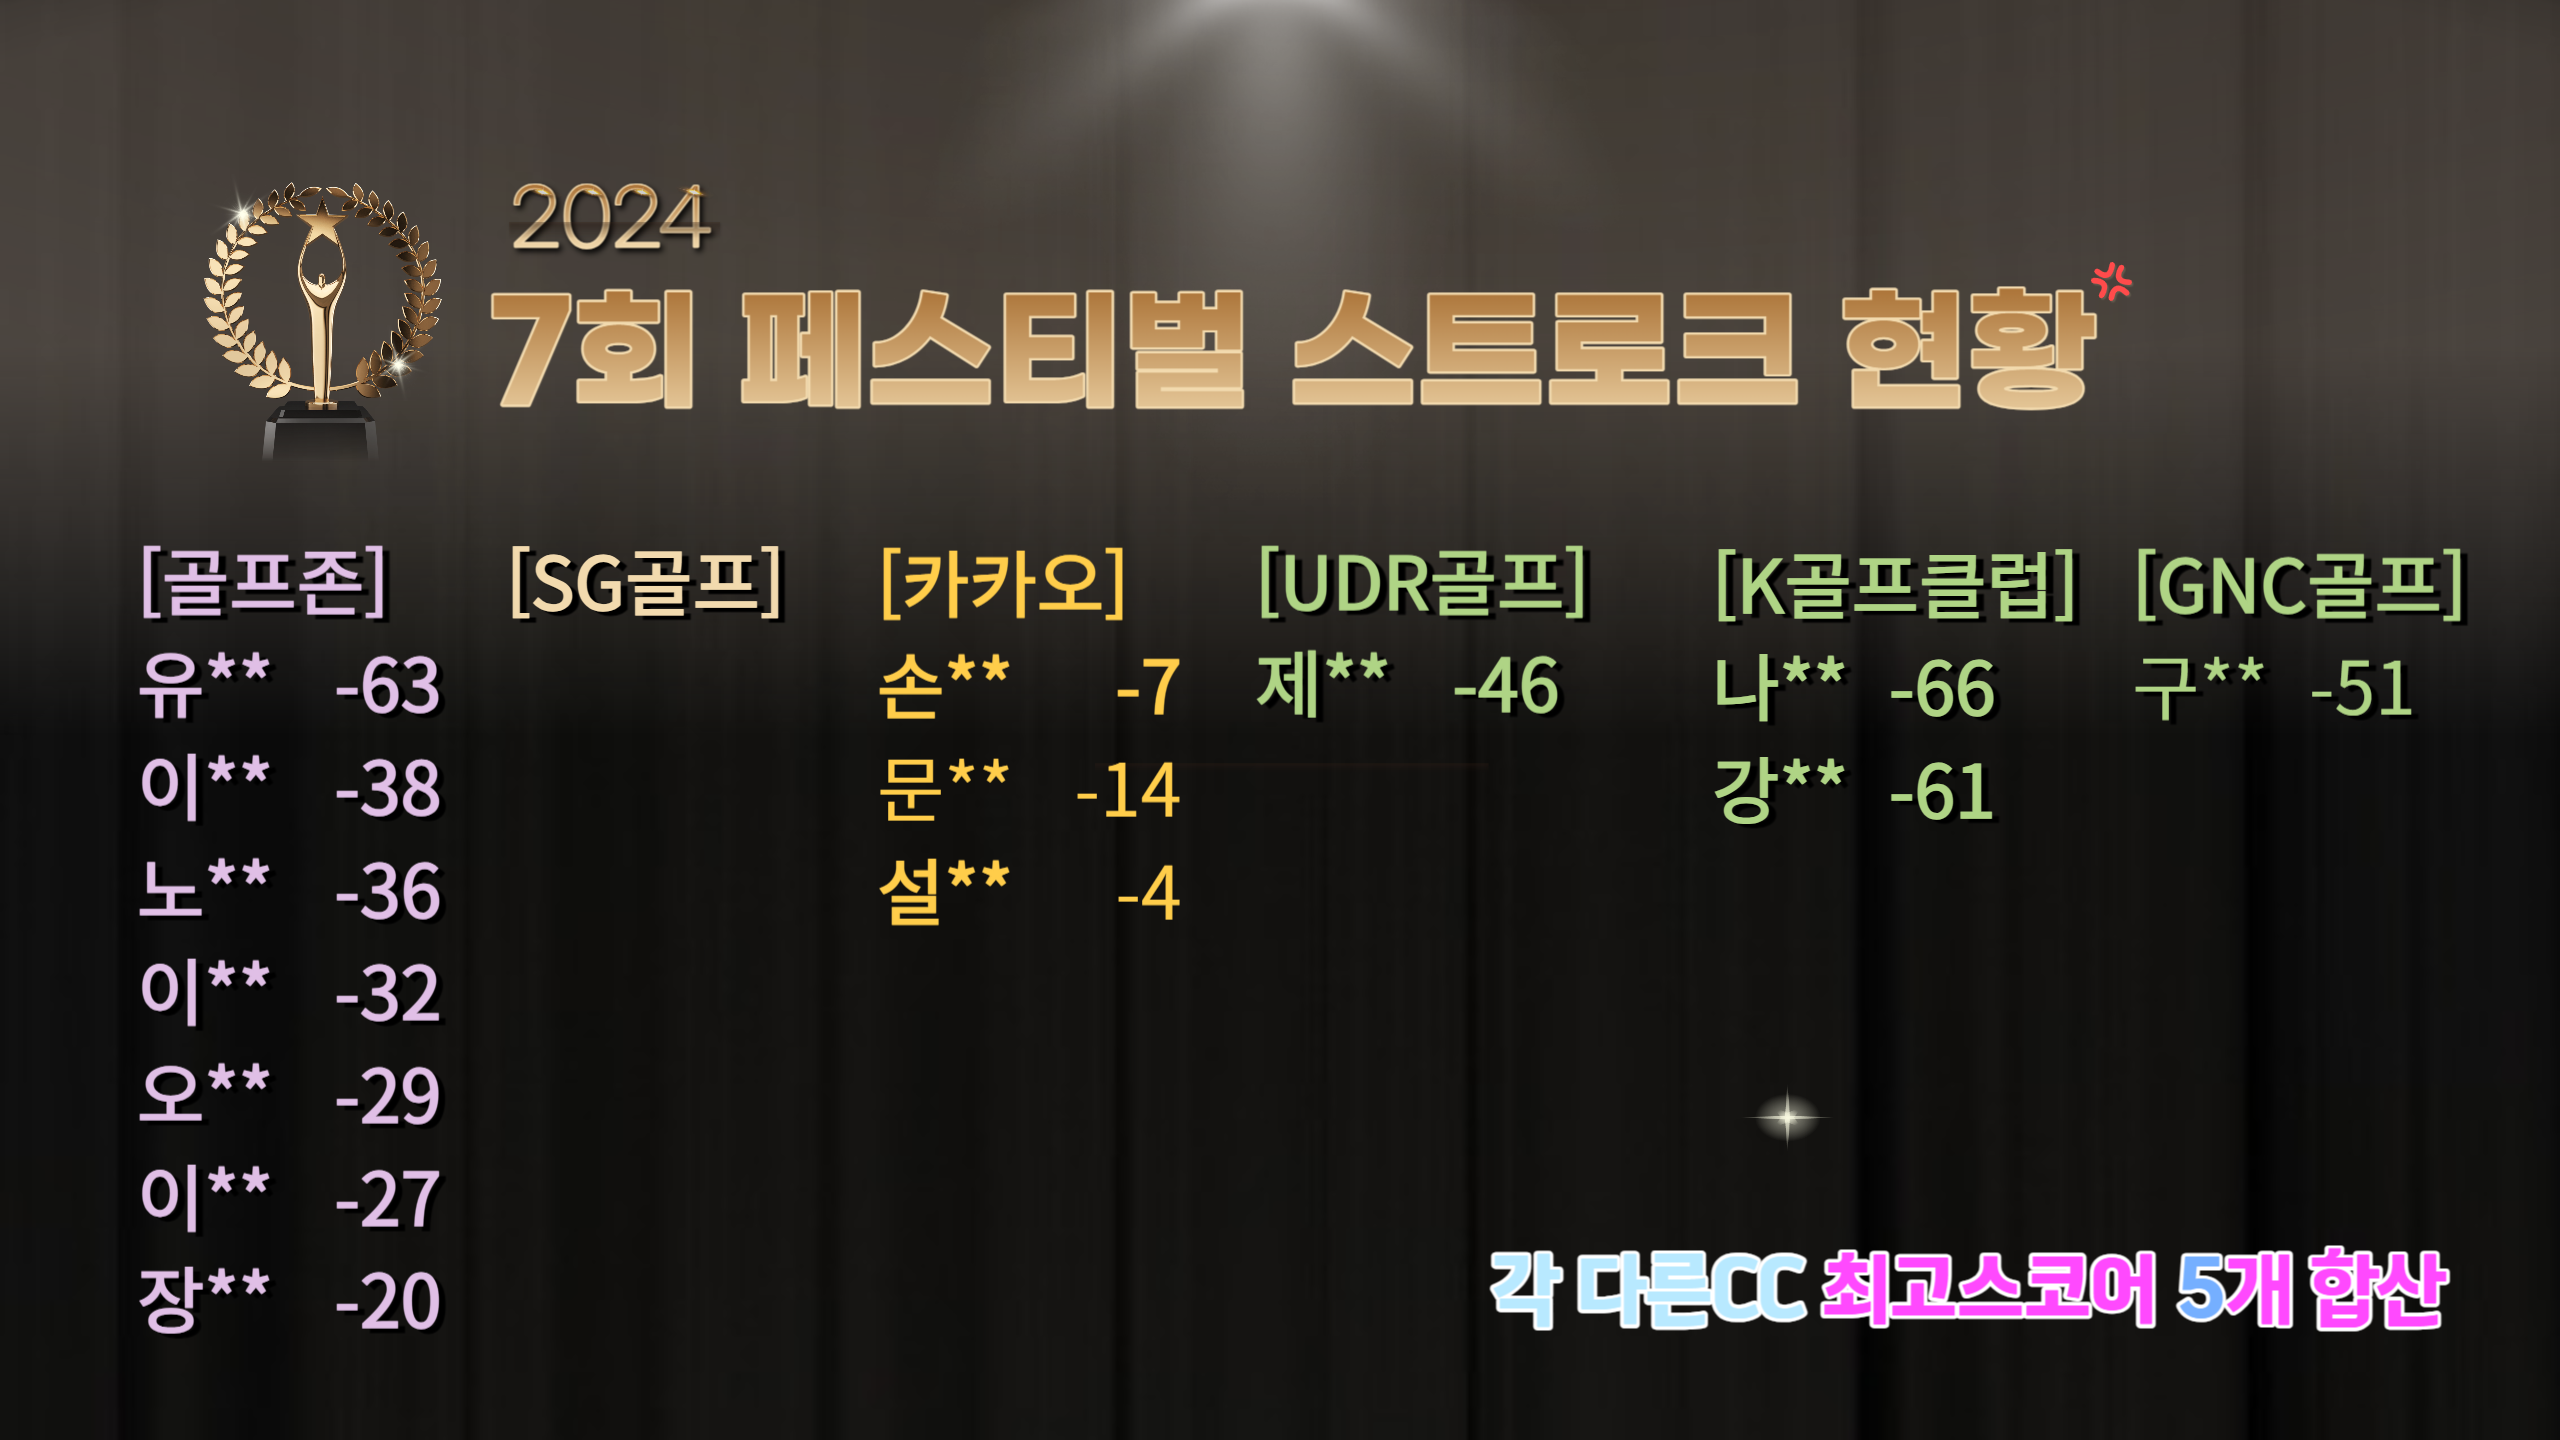 2024
7회 페스티벌 스트로크 현황
[골프존] [SG골프] [카카오] [UDR골프] [K골프클럽] [GNC골프]
유** -63 손** -7 제** -46 나** -66 구** -51
이** -38 문** -14 강** -61
노** -36 설** -4
이** -32
오** -29
이** -27
장** -20
각 다른CC 최고스코어 5개 합산